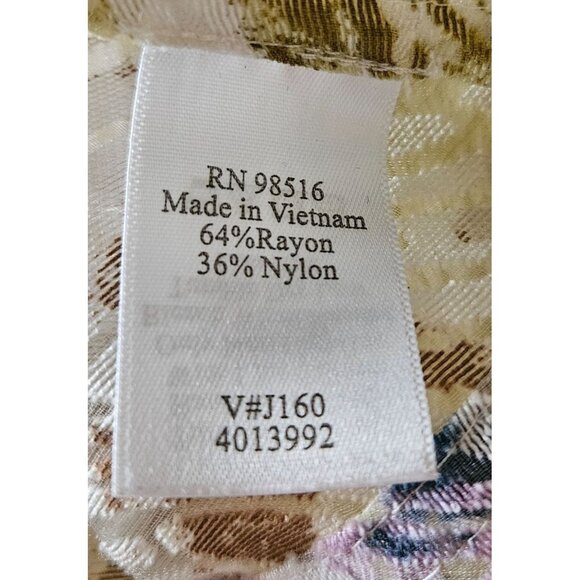 RN 98516
Made in Vietnam
64%Rayon
36% Nylon
V#J160
4013992